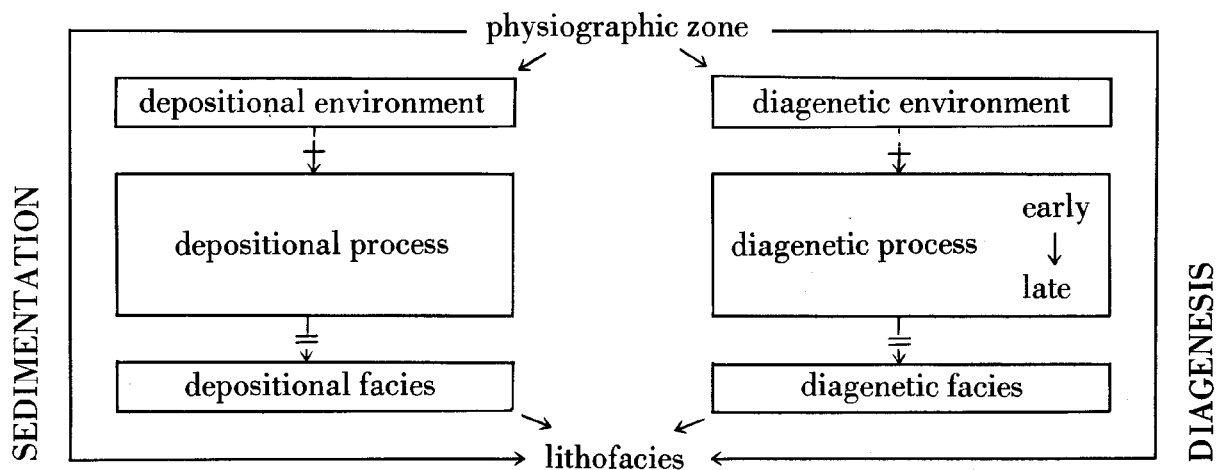 physiographic zone
depositional environment
diagenetic environment
+
+
depositional process
diagenetic process
early
late
=
=
depositional facies
diagenetic facies
lithofacies
SEDIMENTATION
DIAGENESIS